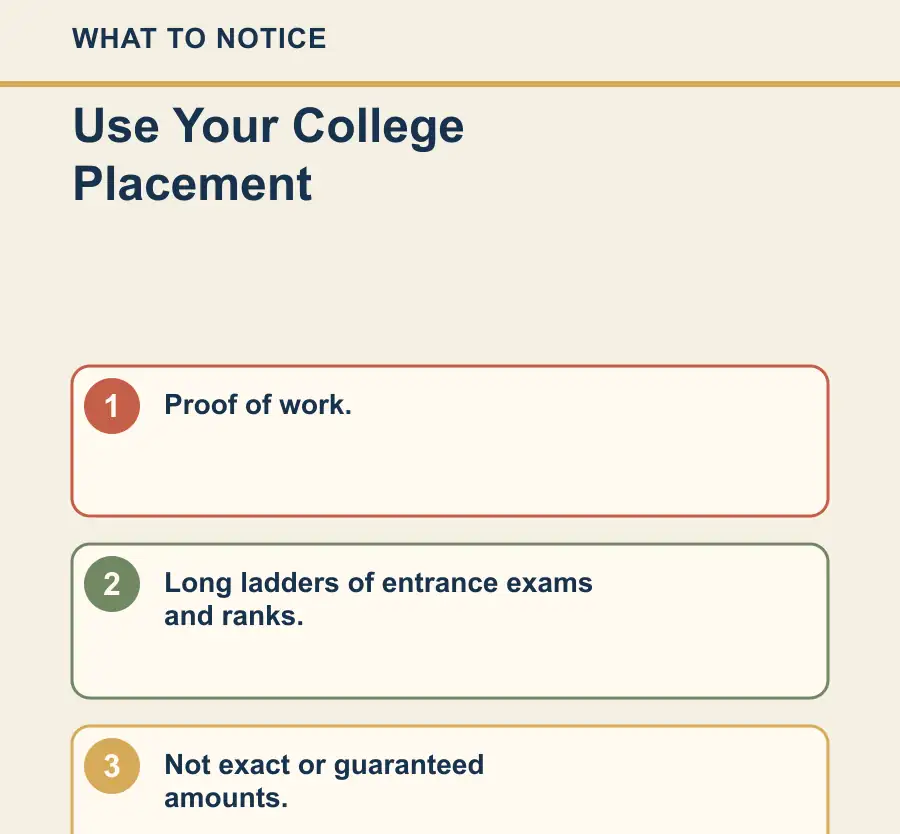 WHAT TO NOTICE
Use Your College
Placement
1
Proof of work.
2
Long ladders of entrance exams
and ranks.
3
Not exact or guaranteed
amounts.